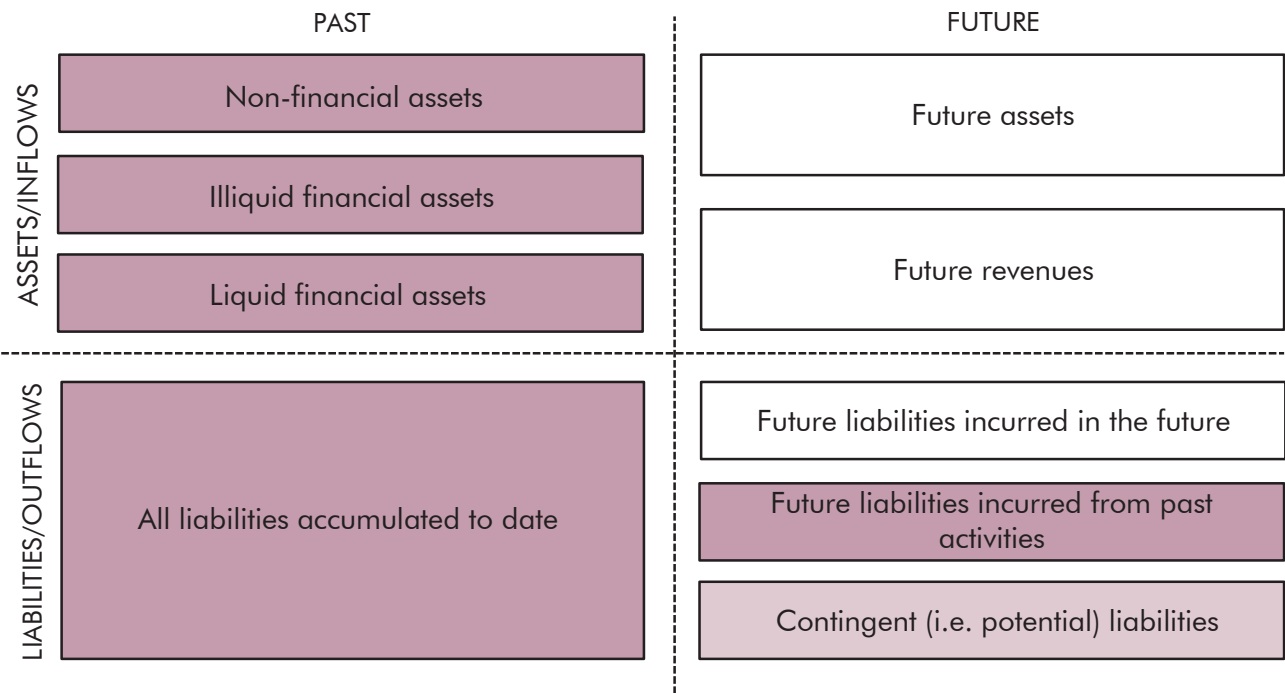 PAST
FUTURE
ASSETS/INFLOWS
Non-financial assets
Illiquid financial assets
Liquid financial assets
Future assets
Future revenues
LIABILITIES/OUTFLOWS
All liabilities accumulated to date
Future liabilities incurred in the future
Future liabilities incurred from past
activities
Contingent (i.e. potential) liabilities